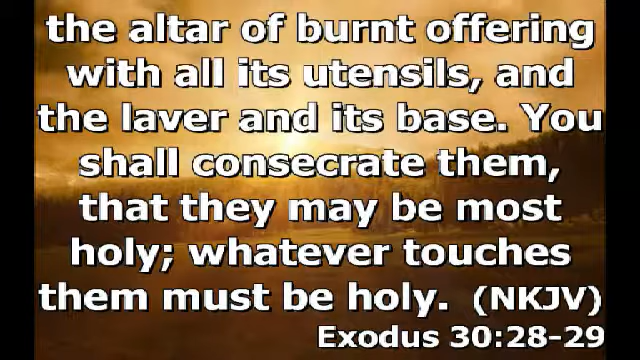 the altar of burnt offering
with all its utensils, and
the laver and its base. You
shall consecrate them,
that they may be most
holy; whatever touches
them must be holy. (NKJV)
Exodus 30:28-29